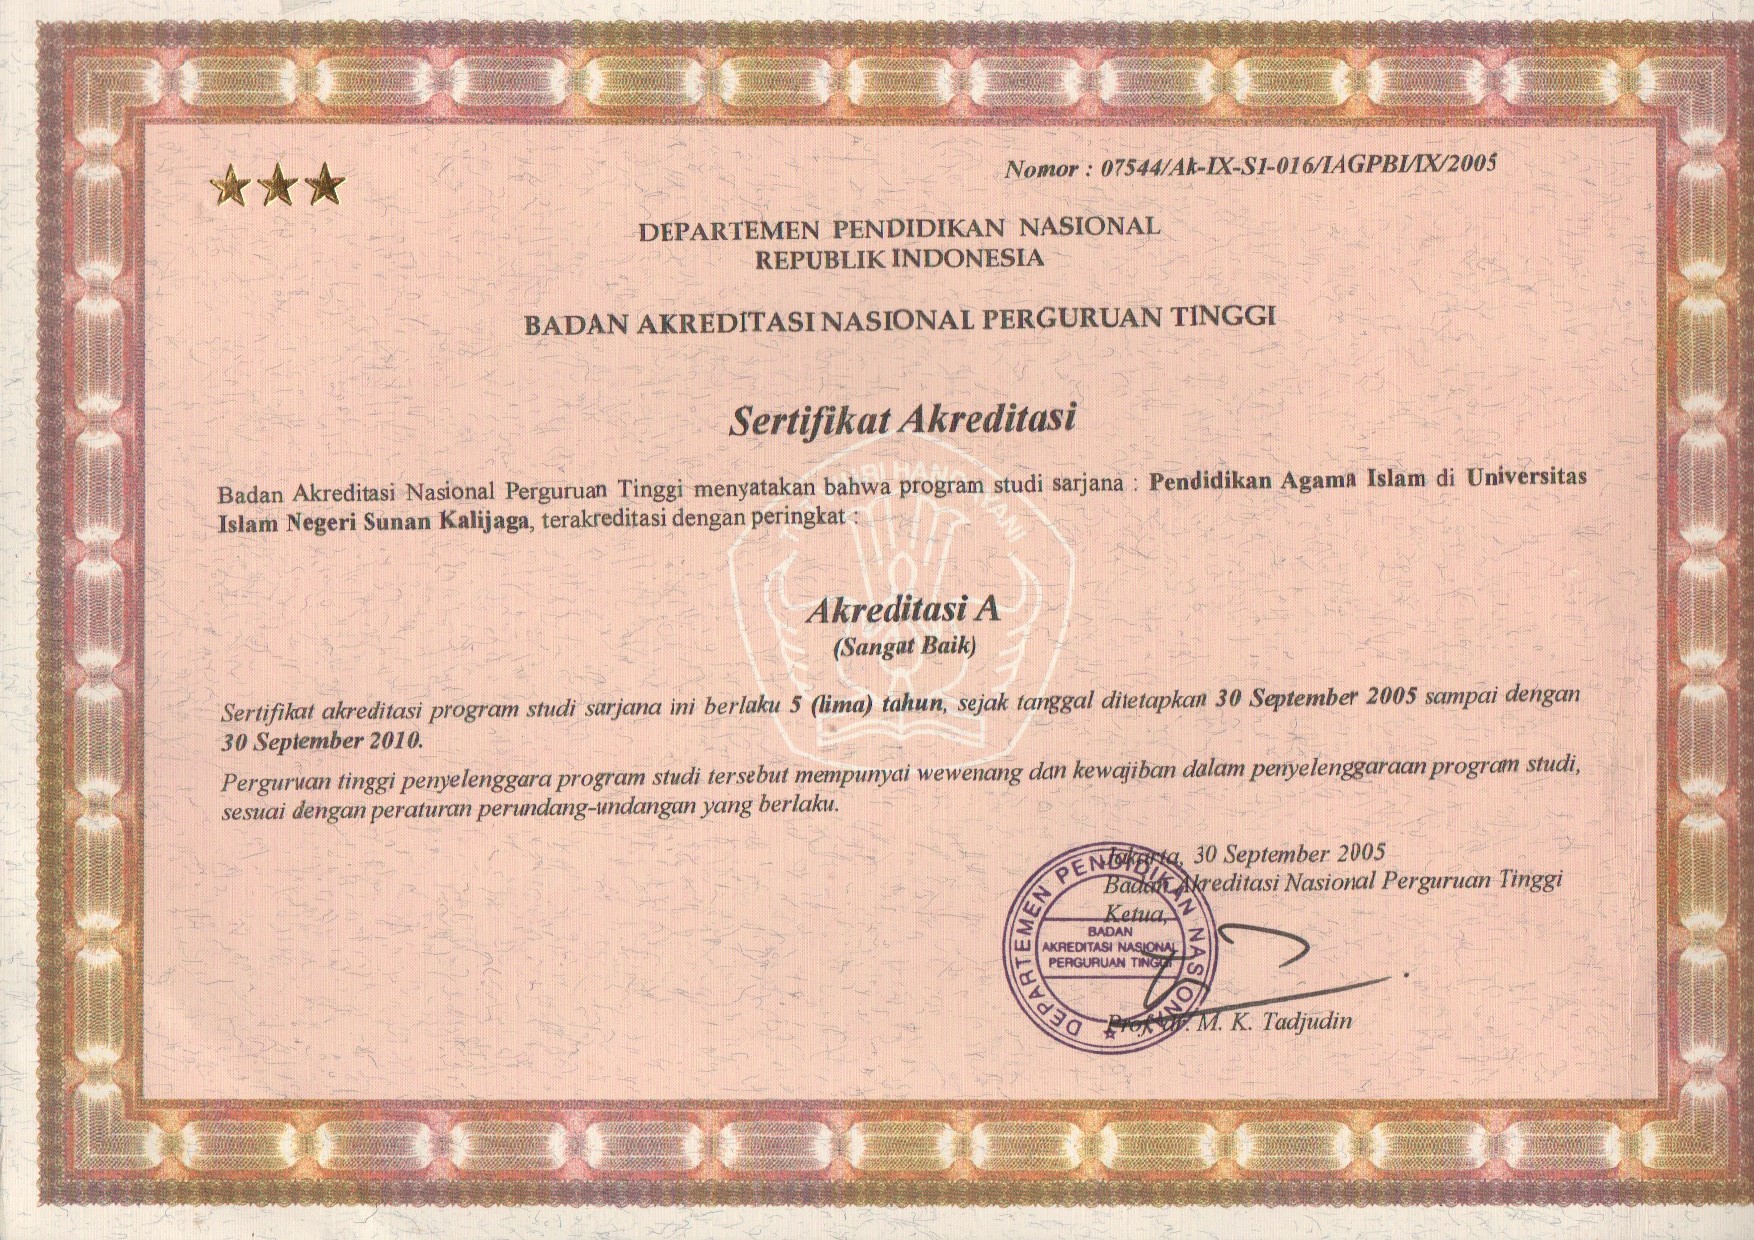 Nomor : 07544/Ak-IX-S1-016/IAGPBI/IX/2005
DEPARTEMEN PENDIDIKAN NASIONAL
REPUBLIK INDONESIA
BADAN AKREDITASI NASIONAL PERGURUAN TINGGI
Sertifikat Akreditasi
Badan Akreditasi Nasional Perguruan Tinggi menyatakan bahwa program studi sarjana : Pendidikan Agama Islam di Universitas
Islam Negeri Sunan Kalijaga, terakreditasi dengan peringkat :
Akreditasi A
(Sangat Baik)
Sertifikat akreditasi program studi sarjana ini berlaku 5 (lima) tahun, sejak tanggal ditetapkan 30 September 2005 sampai dengan
30 September 2010.
Perguruan tinggi penyelenggara program studi tersebut mempunyai wewenang dan kewajiban dalam penyelenggaraan program studi,
sesuai dengan peraturan perundang-undangan yang berlaku.
Jakarta, 30 September 2005
Badan Akreditasi Nasional Perguruan Tinggi
Ketua,
DEPARTEMEN PENDIDIKAN NASIONAL
BADAN
AKREDITASI NASIONAL
PERGURUAN TINGGI
Prof. dr. M. K. Tadjudin